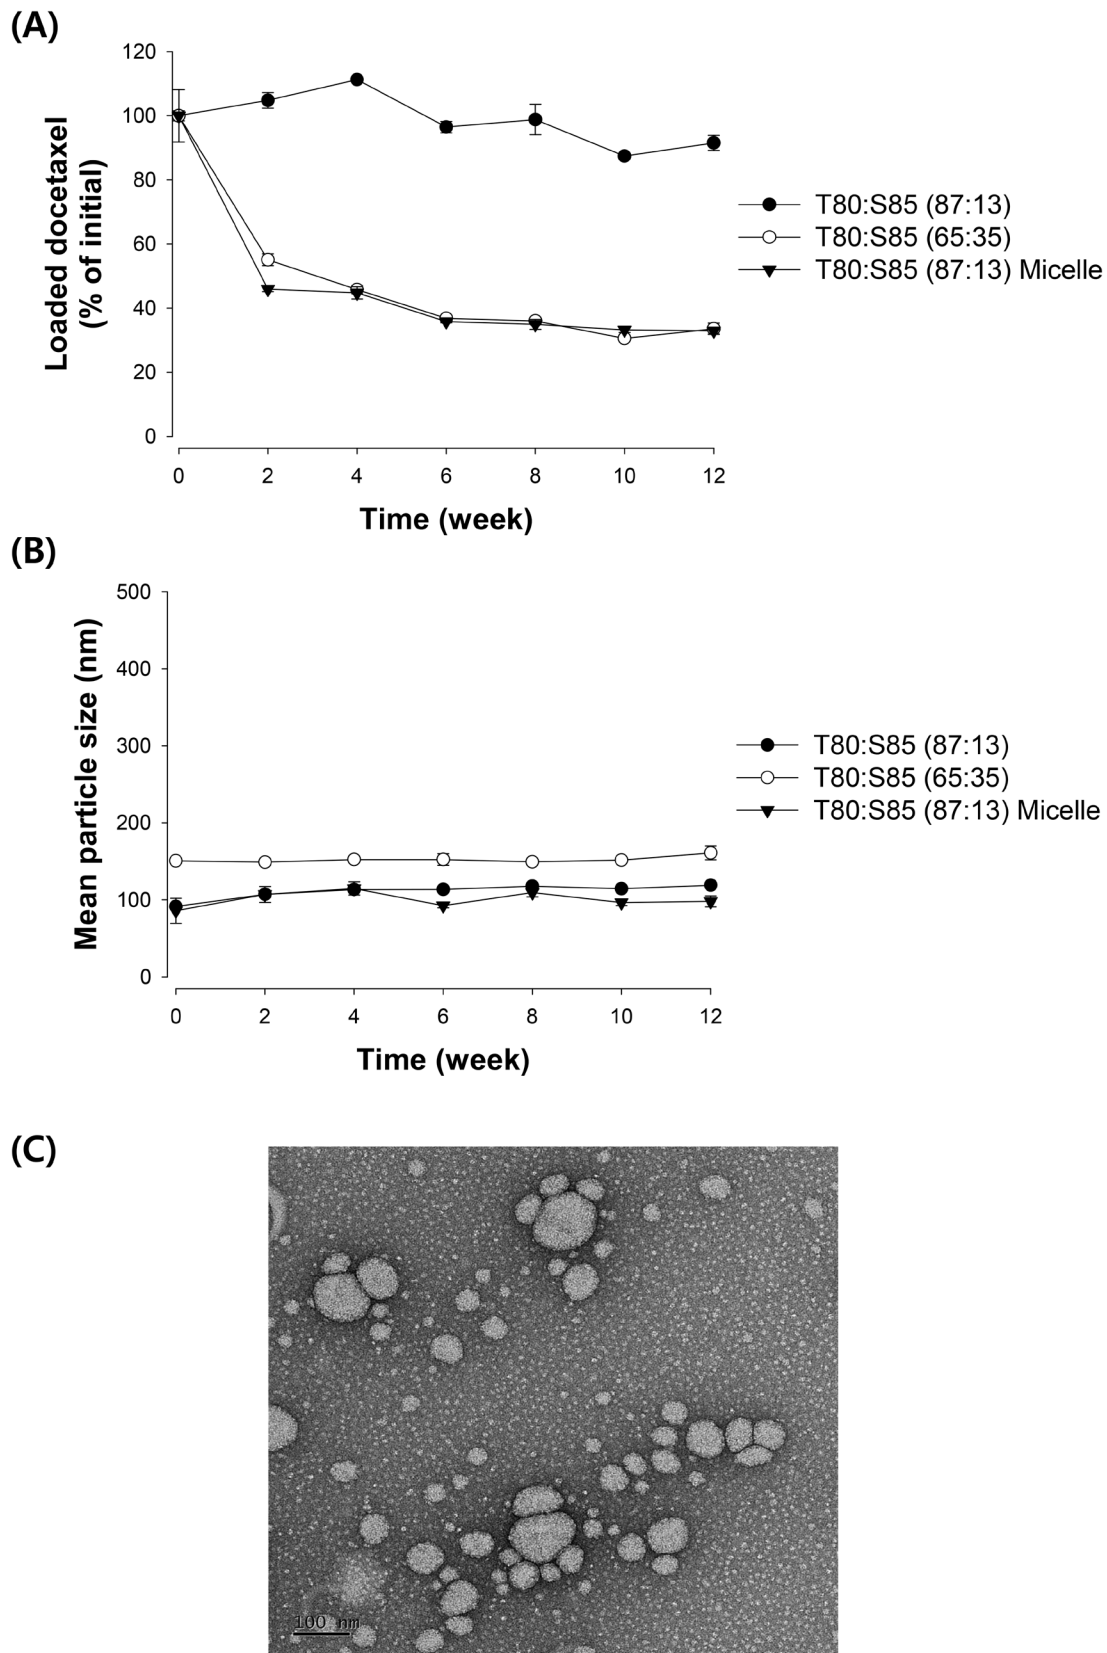 (A)
120
100
80
60
40
20
0
Loaded docetaxel
(% of initial)
0 2 4 6 8 10 12
Time (week)
T80:S85 (87:13)
T80:S85 (65:35)
T80:S85 (87:13) Micelle
(B)
500
400
300
200
100
0
Mean particle size (nm)
0 2 4 6 8 10 12
Time (week)
T80:S85 (87:13)
T80:S85 (65:35)
T80:S85 (87:13) Micelle
(C)
100 nm